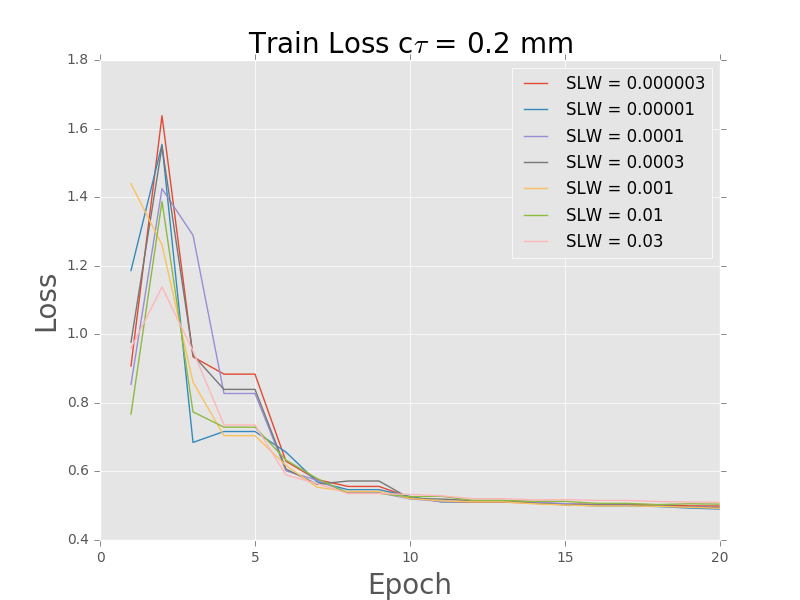 Train Loss cτ = 0.2 mm
1.8
1.6
1.4
1.2
1.0
0.8
0.6
0.4
Loss
SLW = 0.000003
SLW = 0.00001
SLW = 0.0001
SLW = 0.0003
SLW = 0.001
SLW = 0.01
SLW = 0.03
0 5 10 15 20
Epoch